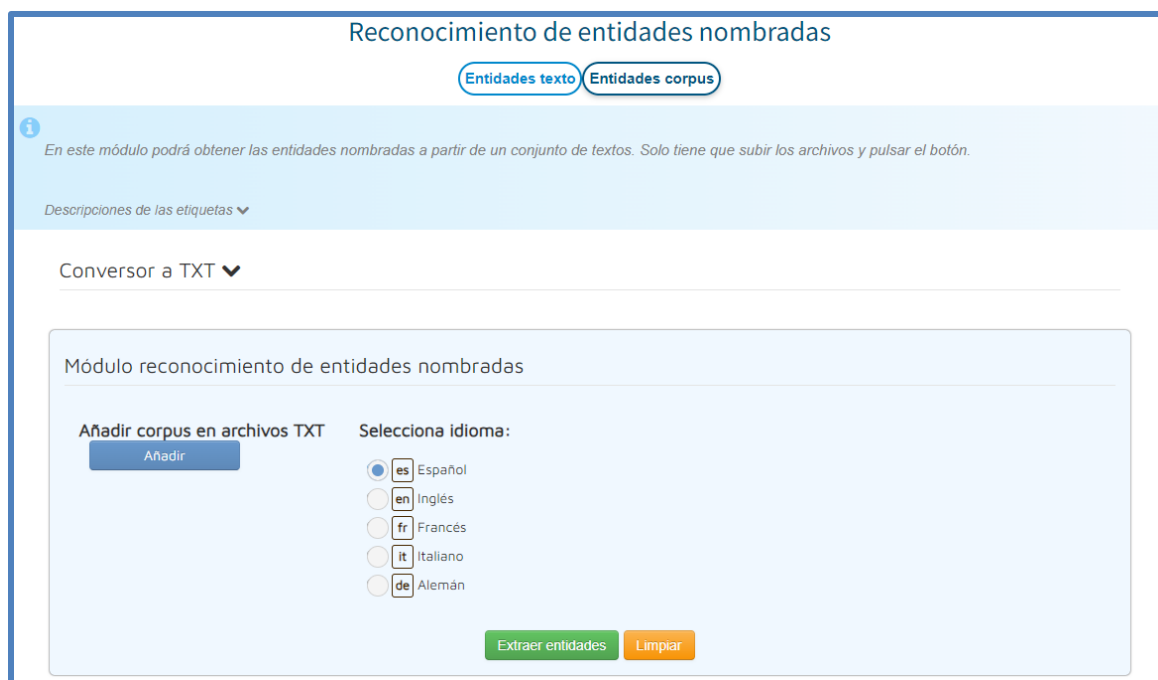 Reconocimiento de entidades nombradas
Entidades texto Entidades corpus
En este módulo podrá obtener las entidades nombradas a partir de un conjunto de textos. Solo tiene que subir los archivos y pulsar el botón.
Descripciones de las etiquetas
Conversor a TXT
Módulo reconocimiento de entidades nombradas
Añadir corpus en archivos TXT
Añadir
Selecciona idioma:
es Español
en Inglés
fr Francés
it Italiano
de Alemán
Extraer entidades Limpiar